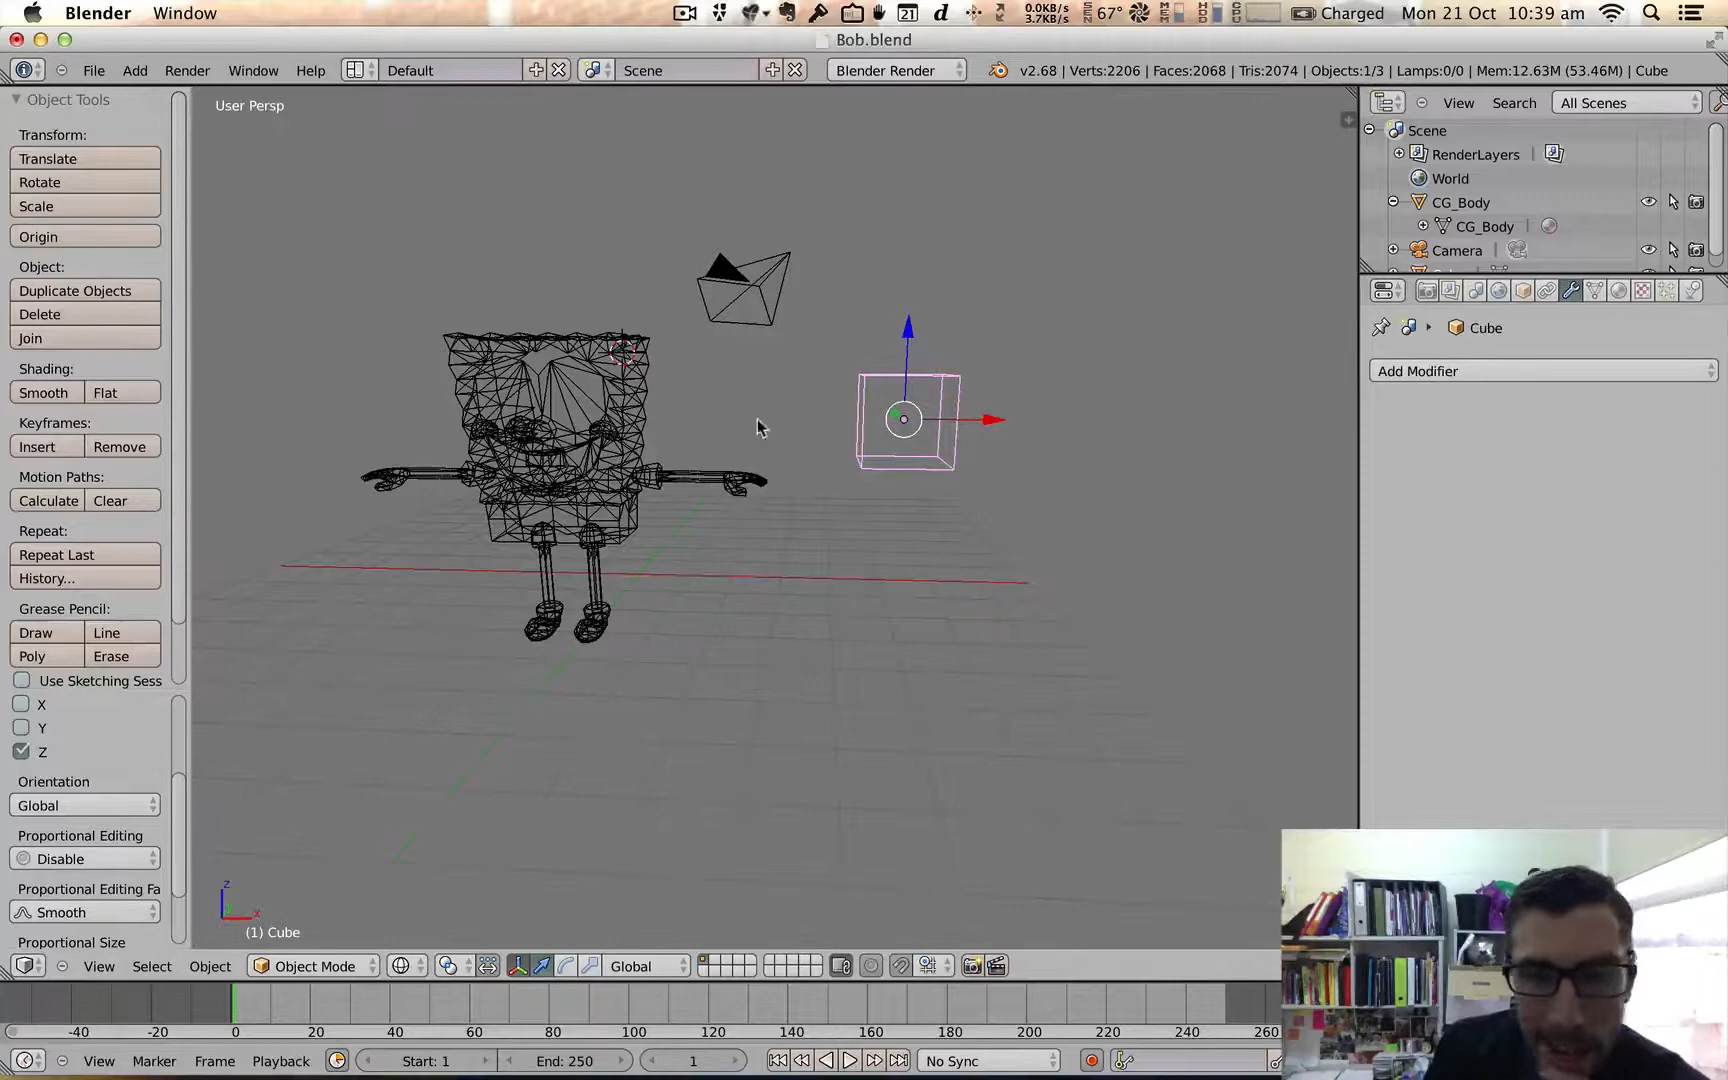 Blender Window
21 d 0.0KB/s 3.7KB/s SEN 67° MEM HDD CPU Charged Mon 21 Oct 10:39 am
Bob.blend
File Add Render Window Help Default Scene Blender Render v2.68 | Verts:2206 | Faces:2068 | Tris:2074 | Objects:1/3 | Lamps:0/0 | Mem:12.63M (53.46M) | Cube
Object Tools
Transform:
Translate
Rotate
Scale
Origin
Object:
Duplicate Objects
Delete
Join
Shading:
Smooth Flat
Keyframes:
Insert Remove
Motion Paths:
Calculate Clear
Repeat:
Repeat Last
History...
Grease Pencil:
Draw Line
Poly Erase
Use Sketching Sess
X
Y
Z
Orientation
Global
Proportional Editing
Disable
Proportional Editing Fa
Smooth
Proportional Size
User Persp
z
y
x
(1) Cube
View Search All Scenes
Scene
RenderLayers
World
CG_Body
CG_Body
Camera
Cube
Add Modifier
View Select Object Object Mode Global
-40 -20 0 20 40 60 80 100 120 140 160 180 200 220 240 260
View Marker Frame Playback Start: 1 End: 250 1 No Sync